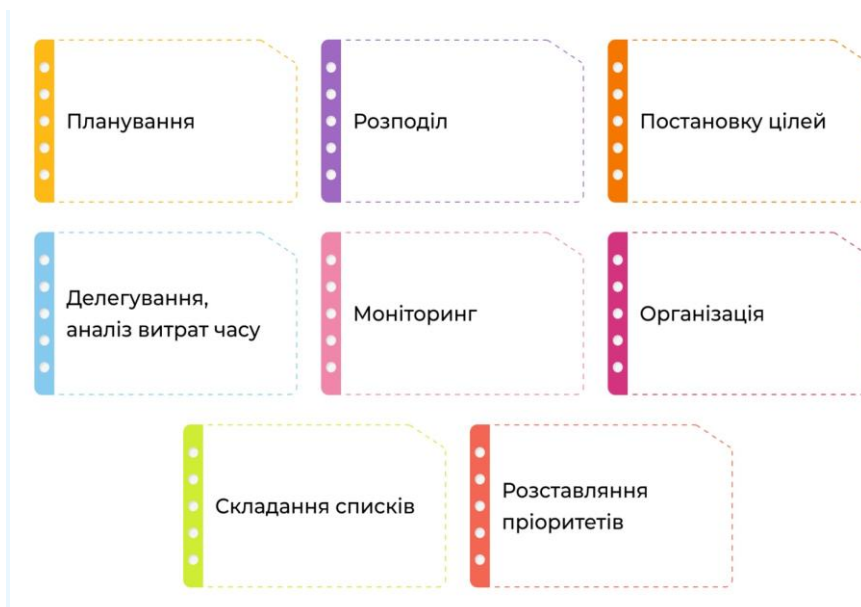 Планування
Розподіл
Постановку цілей
Делегування,
аналіз витрат часу
Моніторинг
Організація
Складання списків
Розставляння
пріоритетів